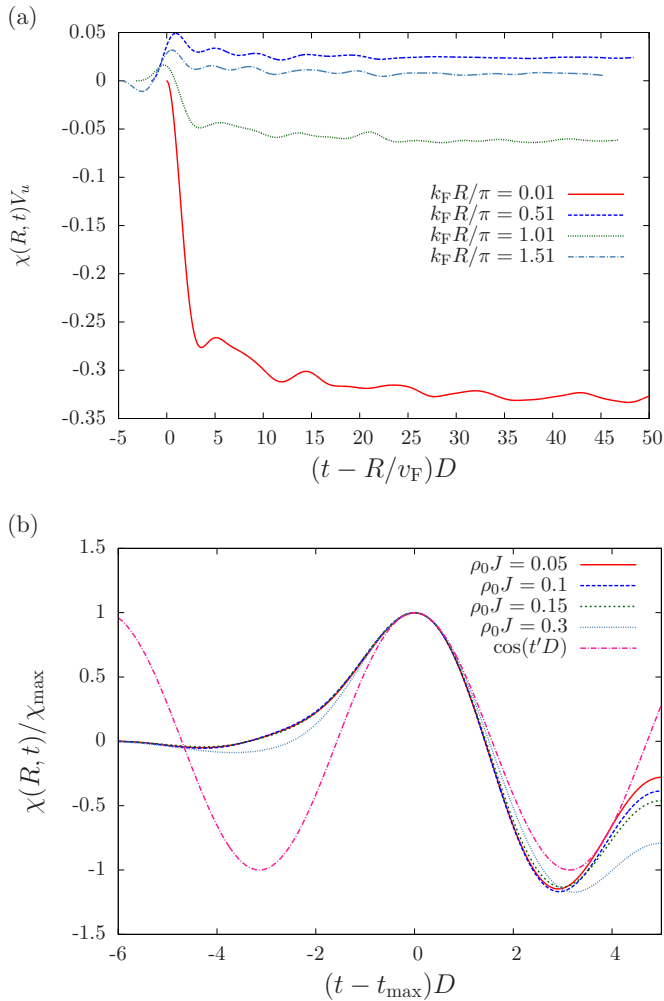 (a)
0.05
0
-0.05
-0.1
-0.15
-0.2
-0.25
-0.3
-0.35
χ(R, t)V_u
k_F R/π = 0.01
k_F R/π = 0.51
k_F R/π = 1.01
k_F R/π = 1.51
-5 0 5 10 15 20 25 30 35 40 45 50
(t − R/v_F)D
(b)
1.5
1
0.5
0
-0.5
-1
-1.5
χ(R, t)/χ_max
ρ_0 J = 0.05
ρ_0 J = 0.1
ρ_0 J = 0.15
ρ_0 J = 0.3
cos(t′D)
-6 -4 -2 0 2 4
(t − t_max)D